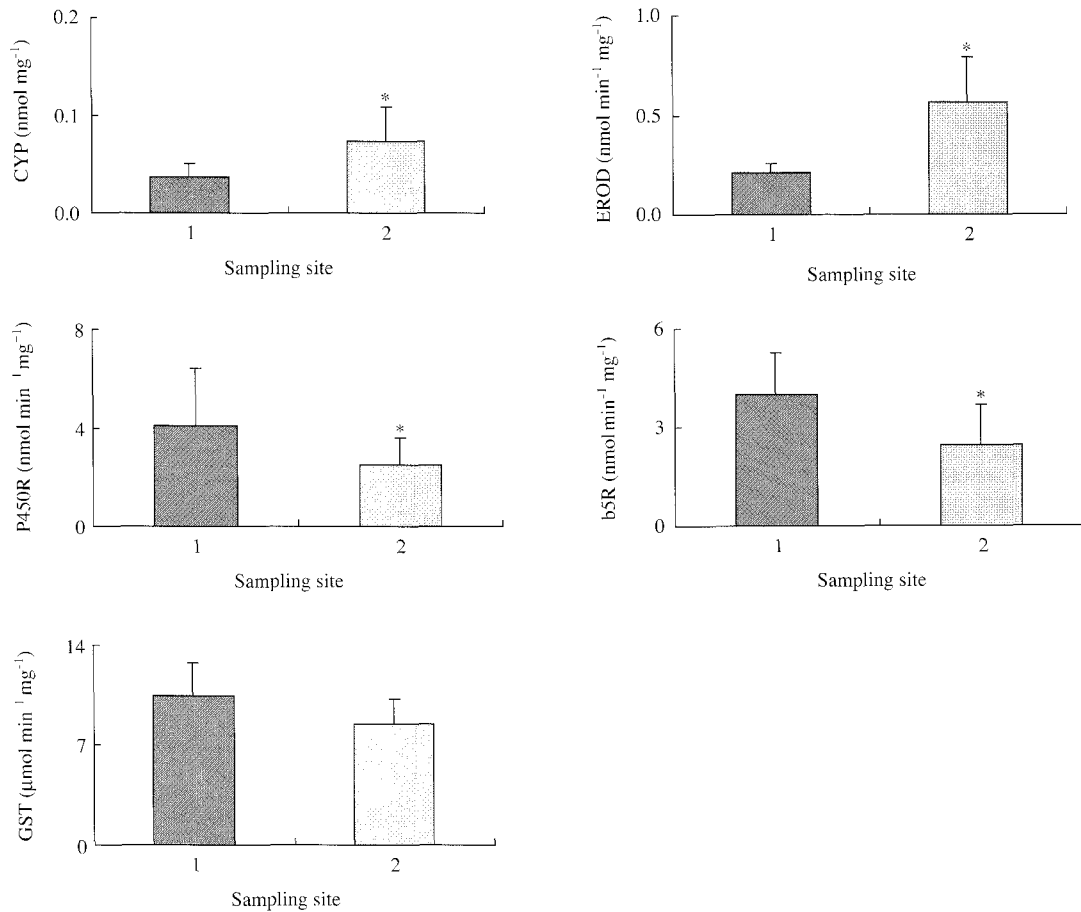 CYP (nmol mg⁻¹)
0.2
0.1
0.0
*
1 2
Sampling site
EROD (nmol min⁻¹ mg⁻¹)
1.0
0.5
0.0
*
1 2
Sampling site
P450R (nmol min⁻¹ mg⁻¹)
8
4
0
*
1 2
Sampling site
b5R (nmol min⁻¹ mg⁻¹)
6
3
0
*
1 2
Sampling site
GST (µmol min⁻¹ mg⁻¹)
14
7
0
1 2
Sampling site